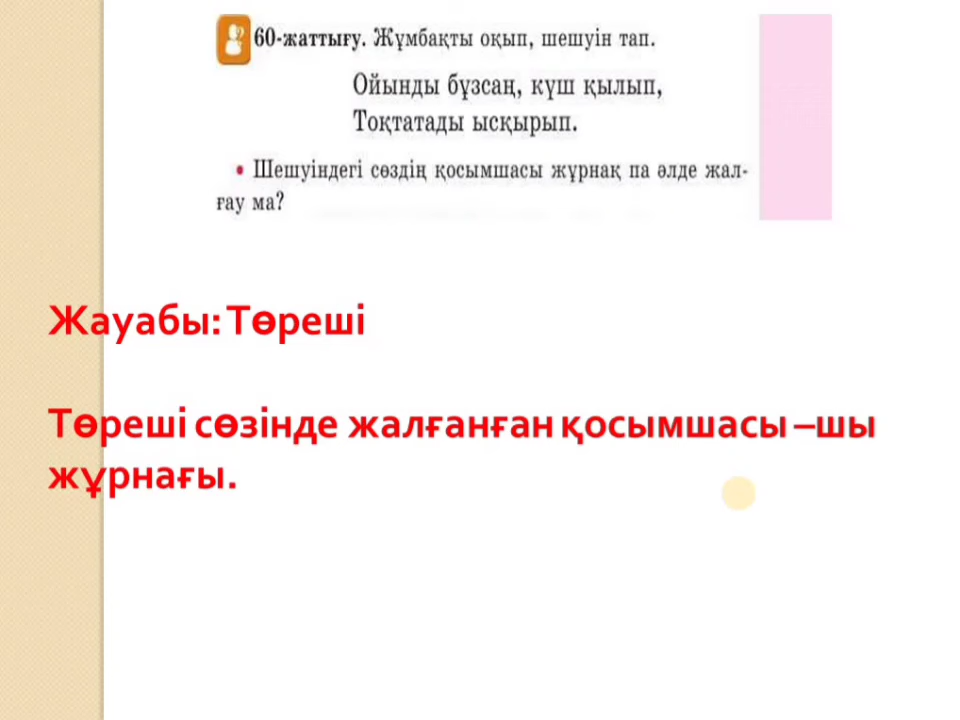 60-жаттығу. Жұмбақты оқып, шешуін тап.
Ойынды бұзсаң, күш қылып,
Тоқтатады ысқырып.
• Шешуіндегі сөздің қосымшасы жұрнақ па әлде жал-
ғау ма?
Жауабы: Төреші
Төреші сөзінде жалғанған қосымшасы –шы
жұрнағы.